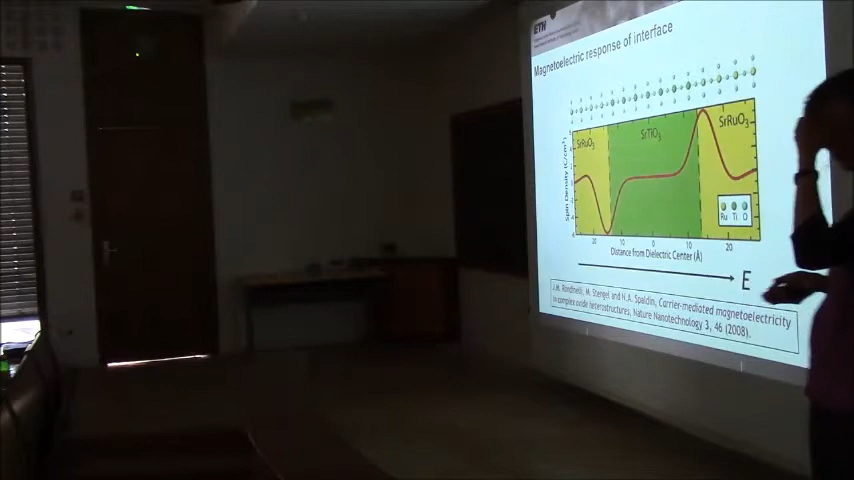 ETH
Magnetoelectric response of interface
SrRuO3
SrTiO3
SrRuO3
Spin Density (C/cm²)
Ru Ti O
20 10 0 10 20
Distance from Dielectric Center (Å)
E
J.M. Rondinelli, M. Stengel and N.A. Spaldin, Carrier-mediated magnetoelectricity
in complex oxide heterostructures, Nature Nanotechnology 3, 46 (2008).